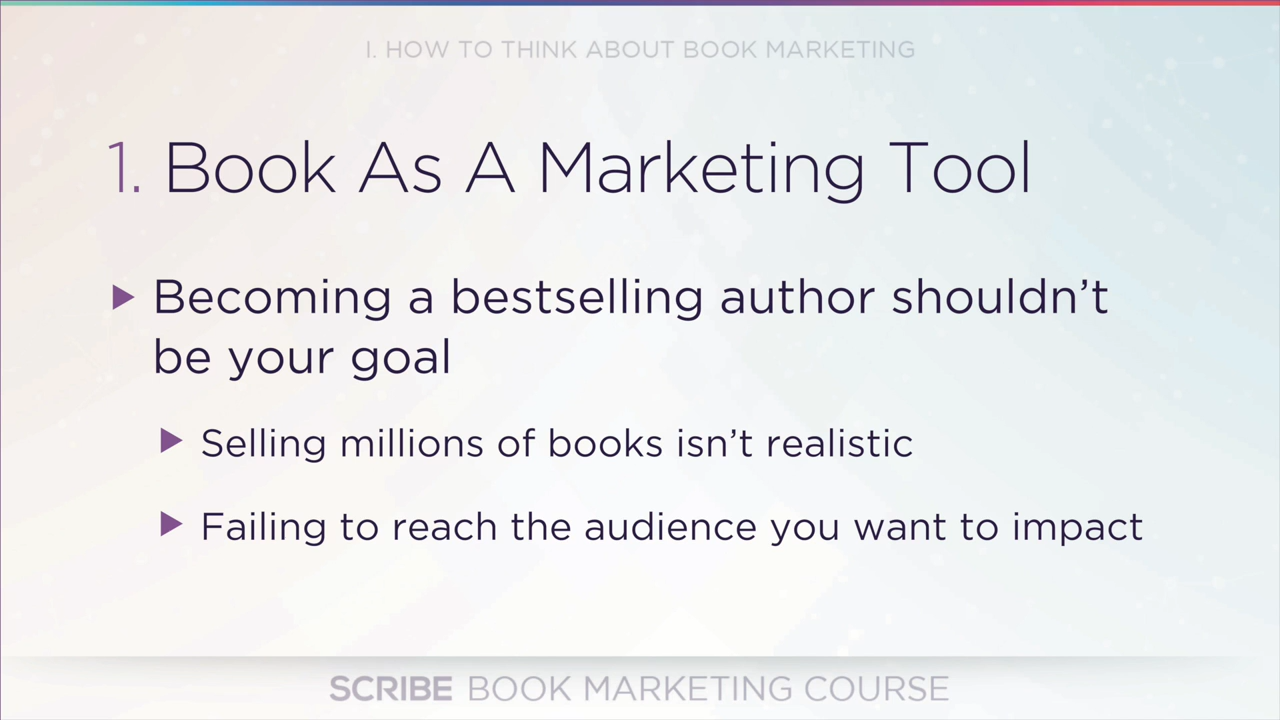 I. HOW TO THINK ABOUT BOOK MARKETING
1. Book As A Marketing Tool
Becoming a bestselling author shouldn’t
be your goal
Selling millions of books isn’t realistic
Failing to reach the audience you want to impact
SCRIBE BOOK MARKETING COURSE